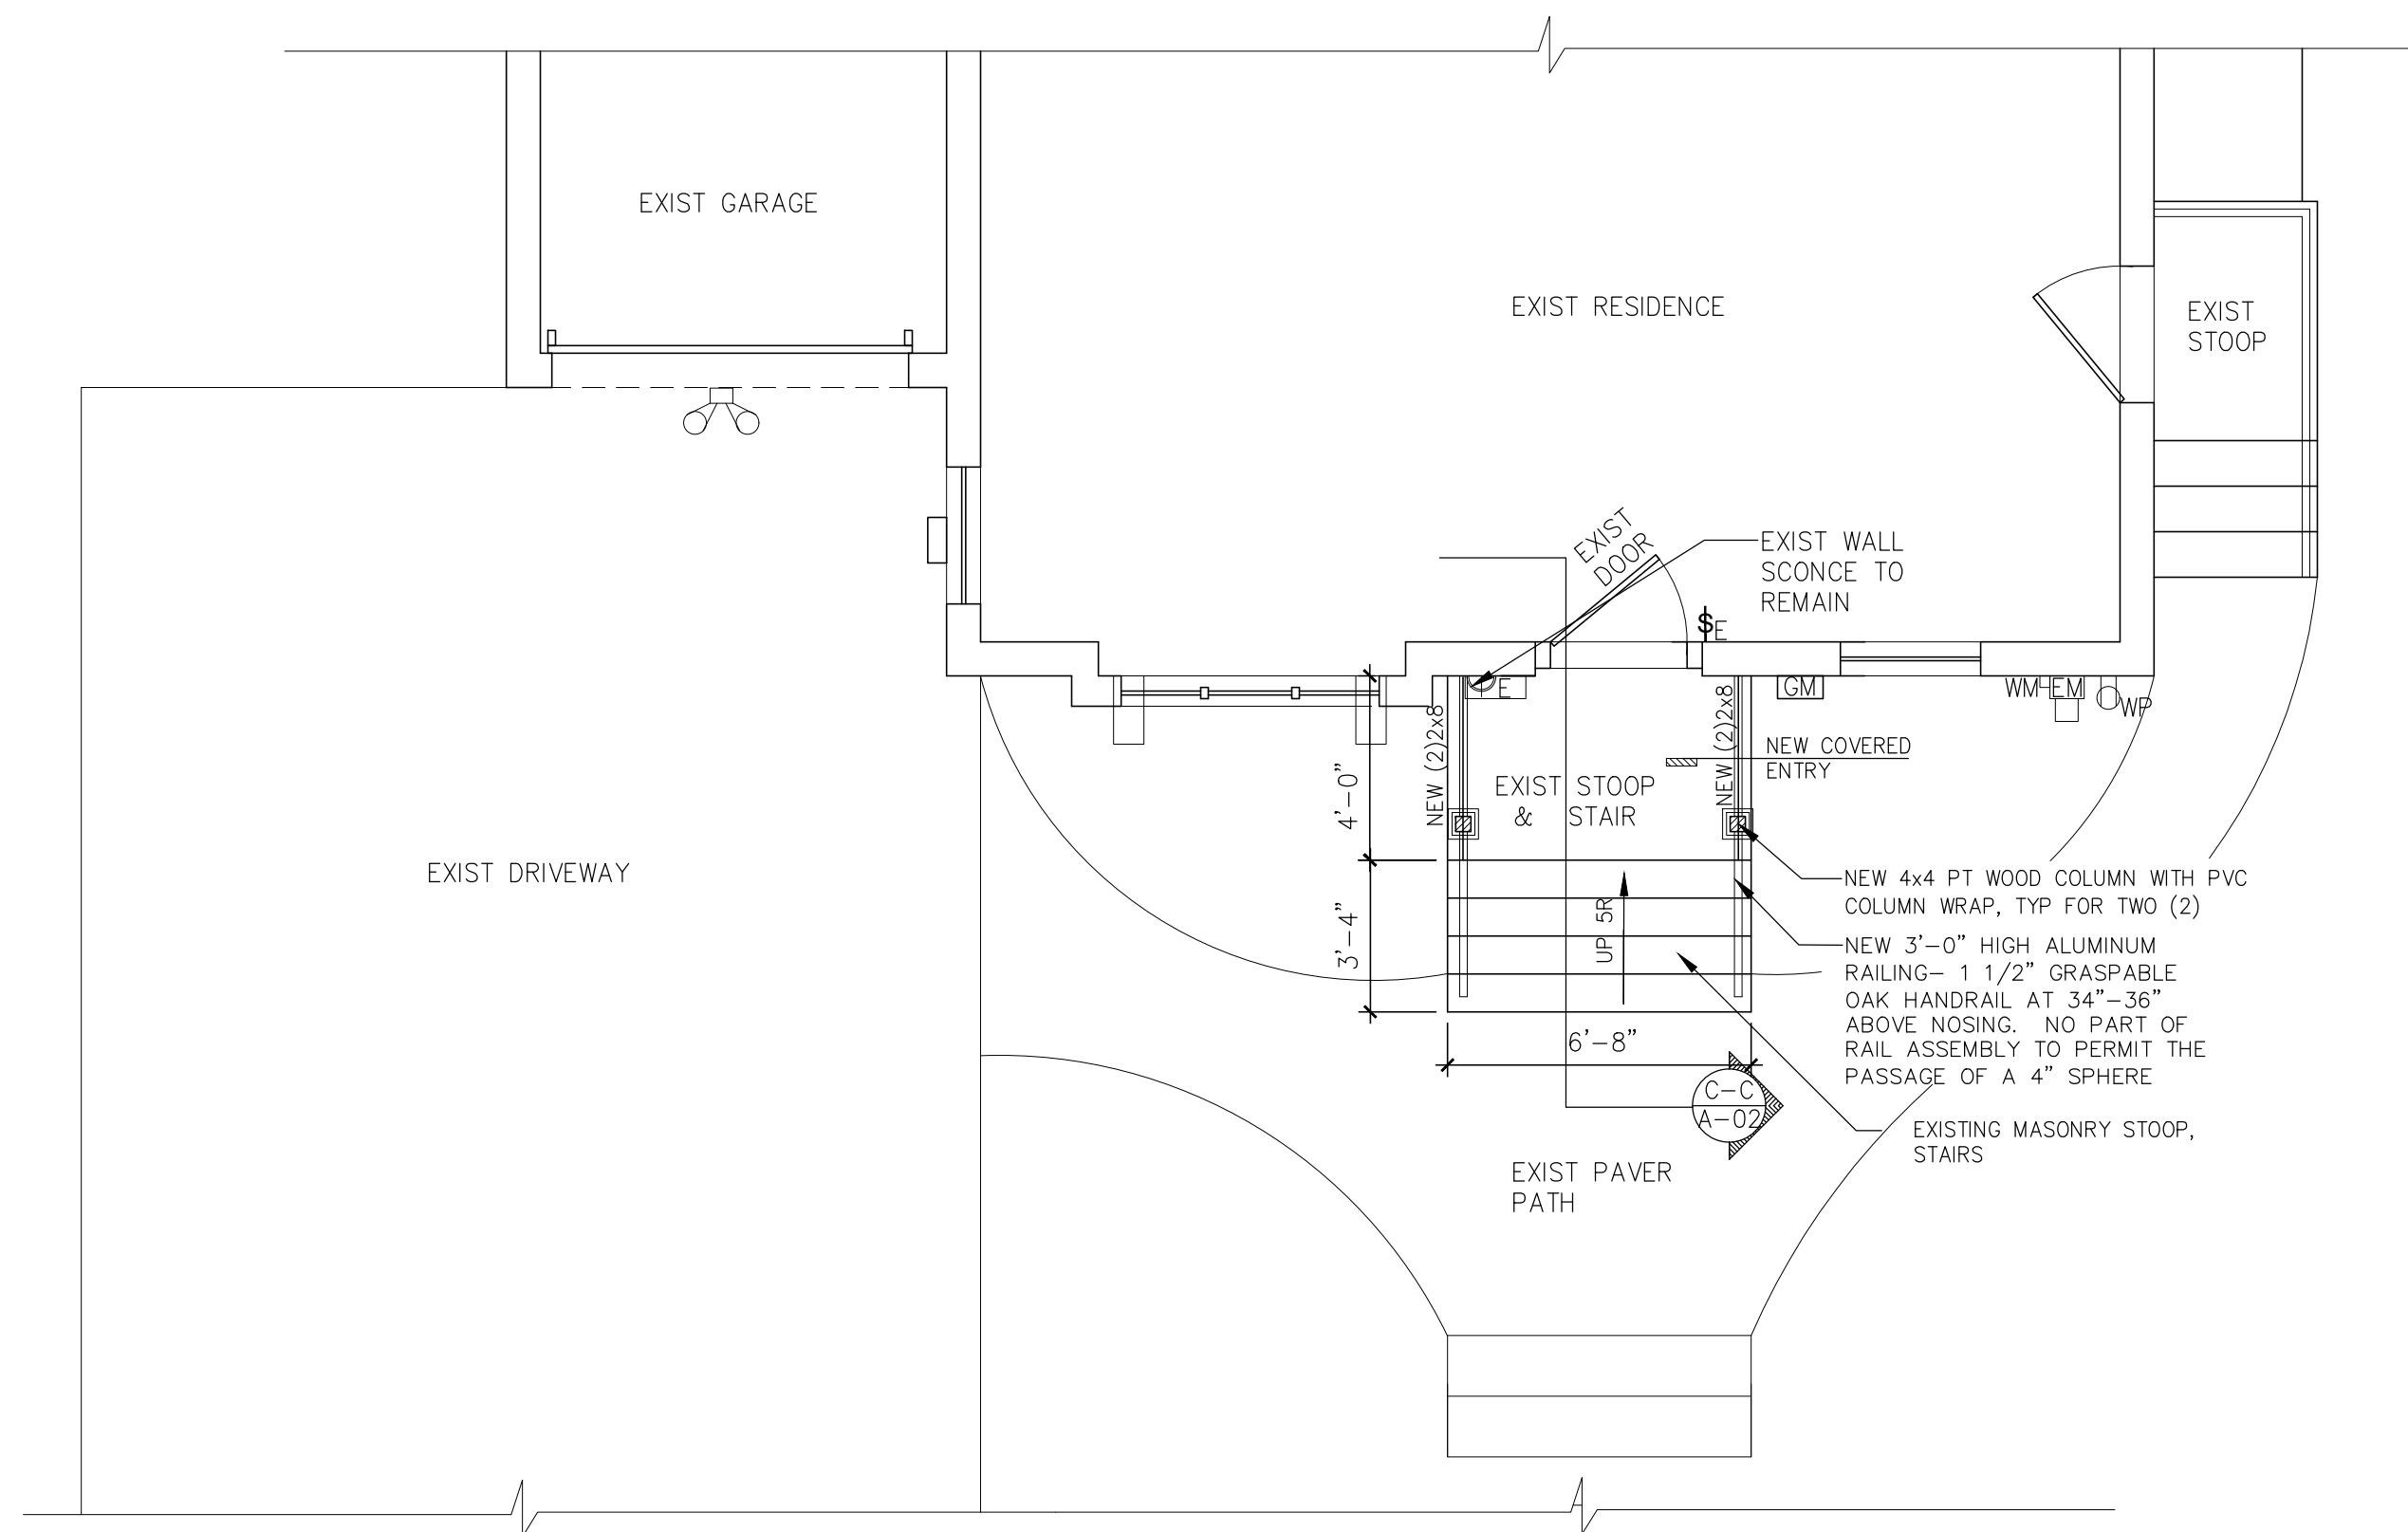 EXIST GARAGE
EXIST RESIDENCE
EXIST
STOOP
EXIST
DOOR
EXIST WALL
SCONCE TO
REMAIN
$E
E
GM
WM
EM
WP
NEW (2)2x8
NEW (2)2x8
NEW COVERED
ENTRY
EXIST STOOP
& STAIR
4'-0"
EXIST DRIVEWAY
NEW 4x4 PT WOOD COLUMN WITH PVC
COLUMN WRAP, TYP FOR TWO (2)
UP 5R
3'-4"
NEW 3'-0" HIGH ALUMINUM
RAILING- 1 1/2" GRASPABLE
OAK HANDRAIL AT 34"-36"
ABOVE NOSING. NO PART OF
RAIL ASSEMBLY TO PERMIT THE
PASSAGE OF A 4" SPHERE
6'-8"
C-C
A-02
EXISTING MASONRY STOOP,
STAIRS
EXIST PAVER
PATH